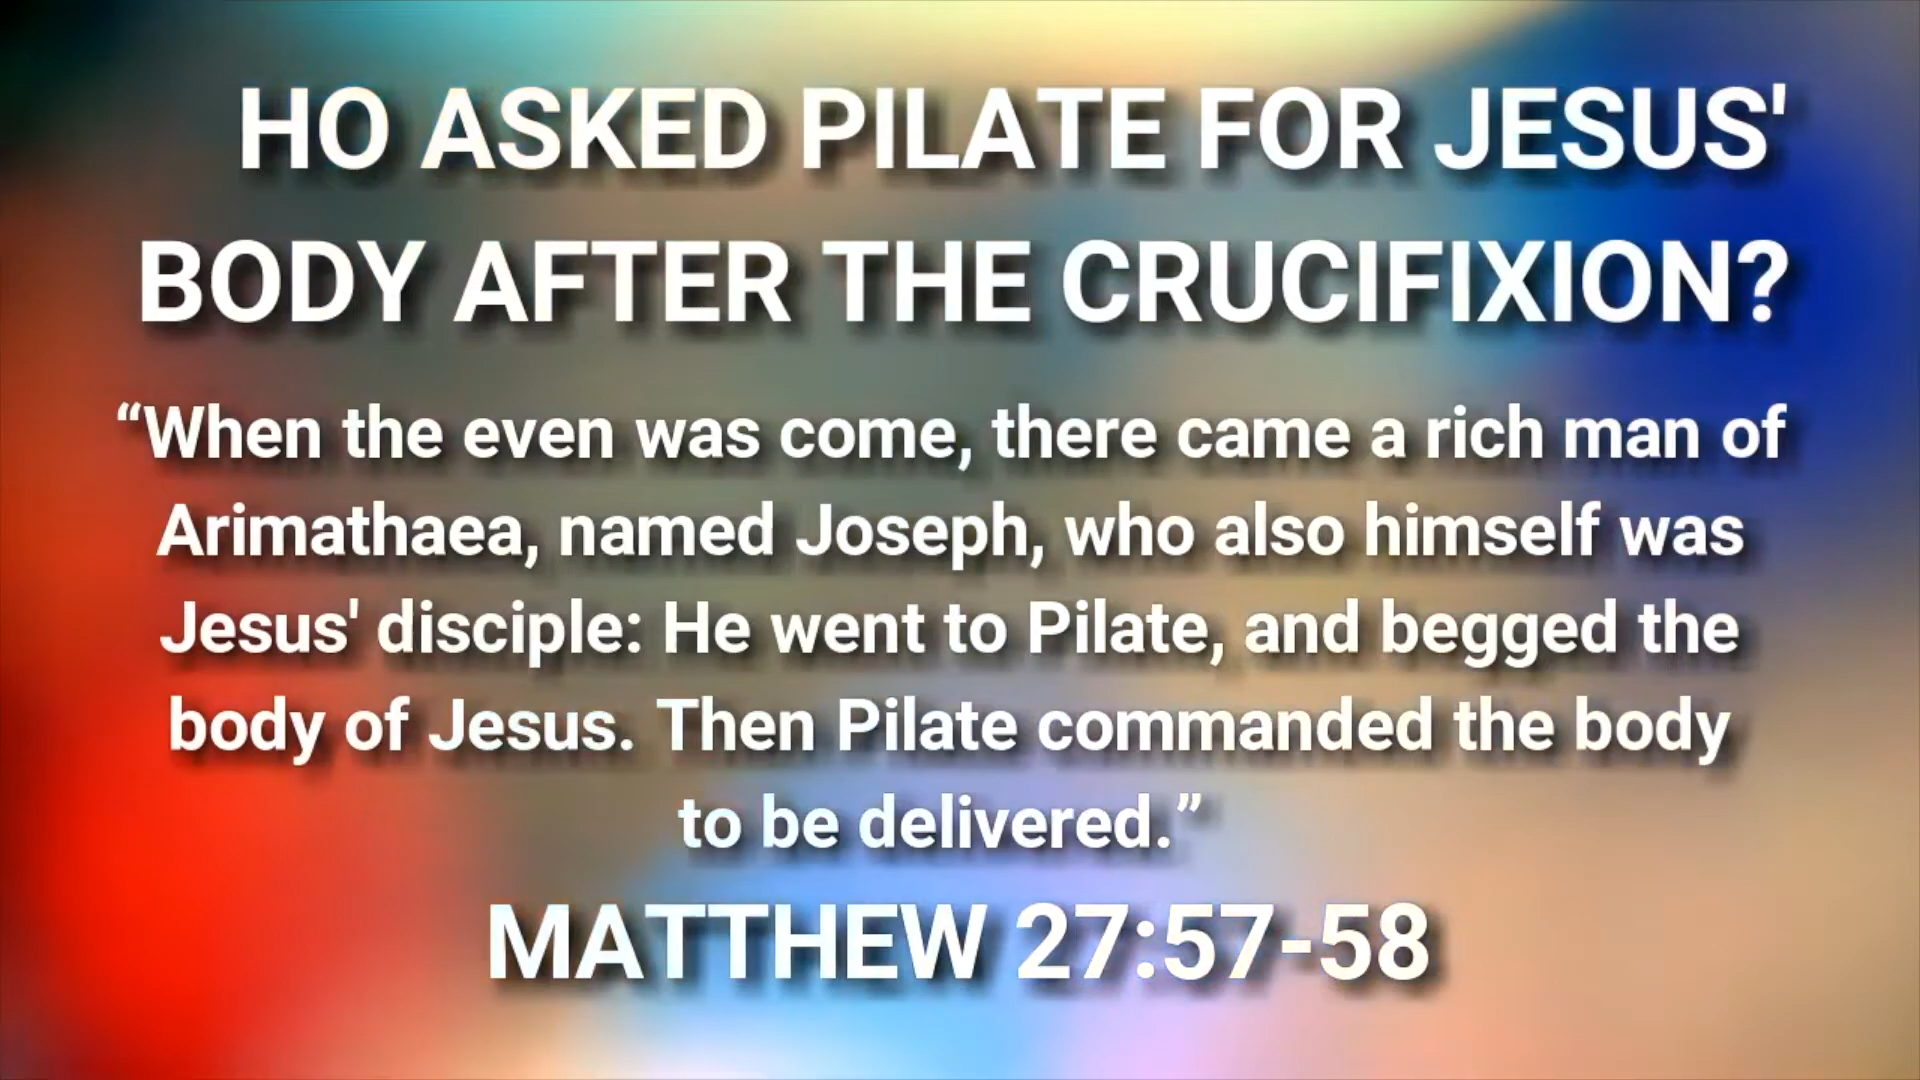 HO ASKED PILATE FOR JESUS'
BODY AFTER THE CRUCIFIXION?
“When the even was come, there came a rich man of
Arimathaea, named Joseph, who also himself was
Jesus' disciple: He went to Pilate, and begged the
body of Jesus. Then Pilate commanded the body
to be delivered.”
MATTHEW 27:57-58